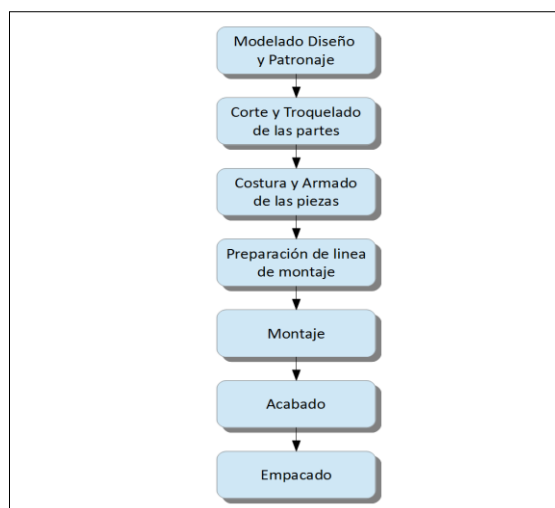 Modelado Diseño
y Patronaje
Corte y Troquelado
de las partes
Costura y Armado
de las piezas
Preparación de linea
de montaje
Montaje
Acabado
Empacado